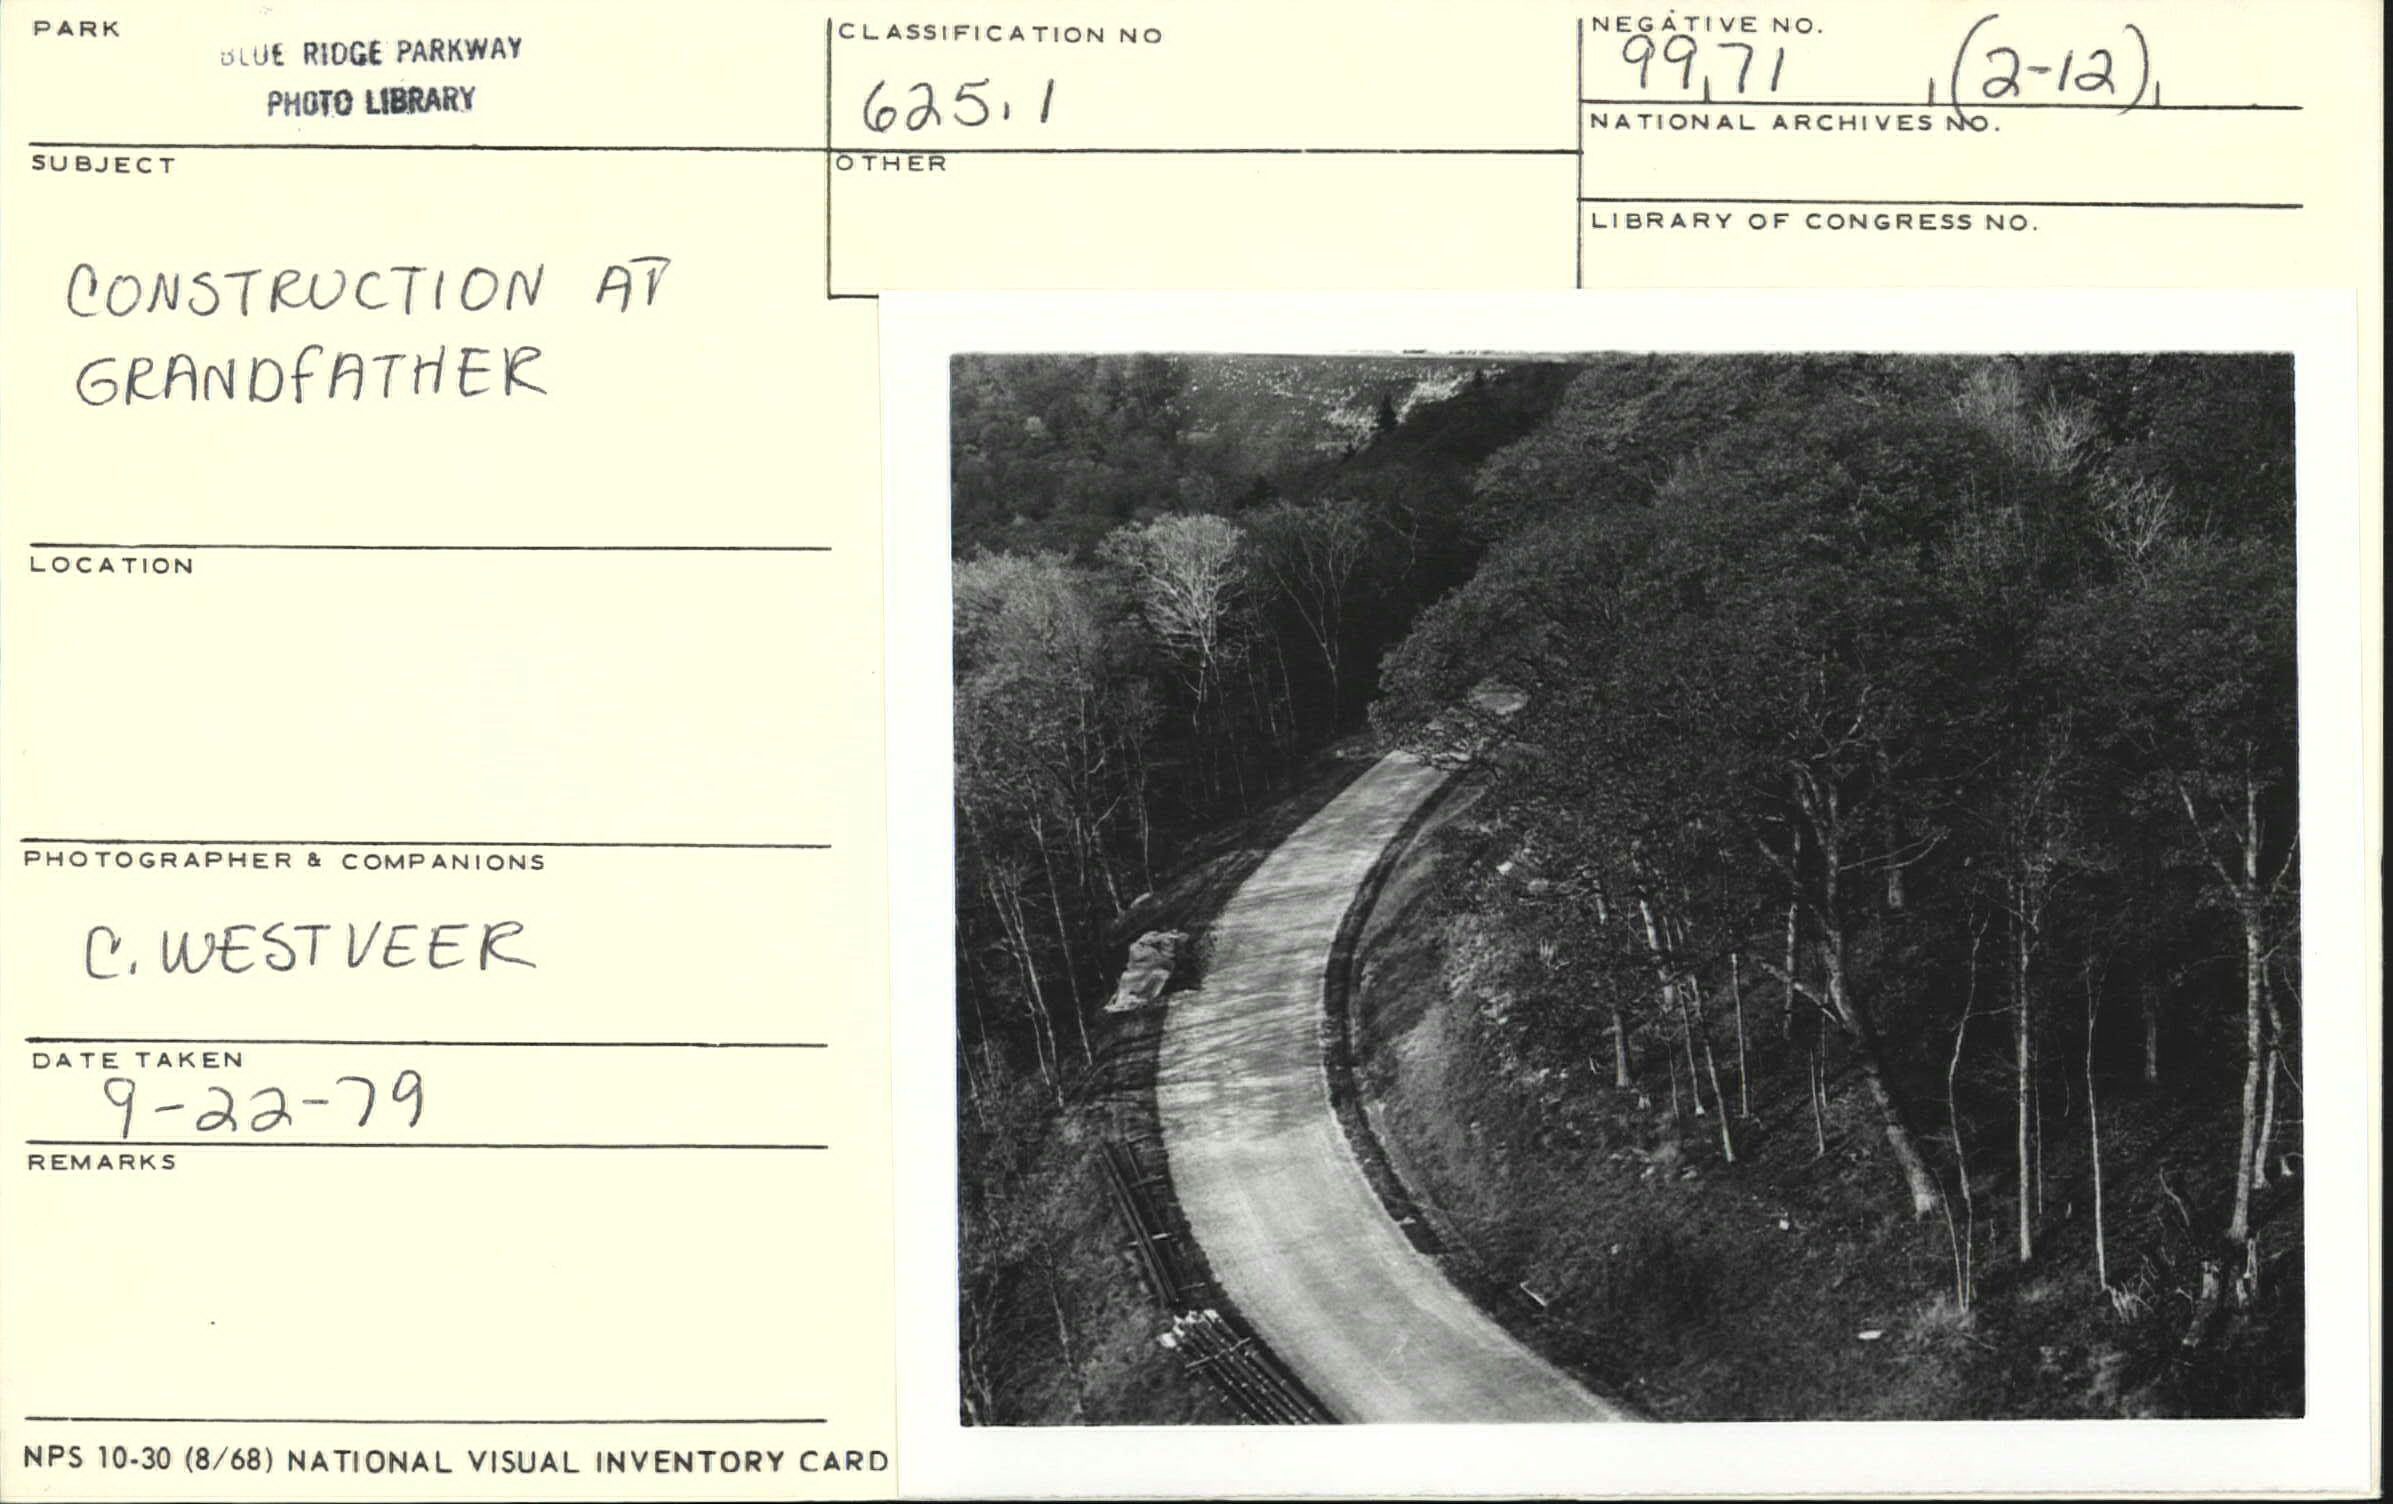 PARK
BLUE RIDGE PARKWAY
PHOTO LIBRARY
CLASSIFICATION NO
625.1
NEGATIVE NO.
9971 (2-12)
NATIONAL ARCHIVES NO.
LIBRARY OF CONGRESS NO.
OTHER
SUBJECT
CONSTRUCTION AT
GRANDFATHER
LOCATION
PHOTOGRAPHER & COMPANIONS
C. WESTVEER
DATE TAKEN
9-22-79
REMARKS
NPS 10-30 (8/68) NATIONAL VISUAL INVENTORY CARD